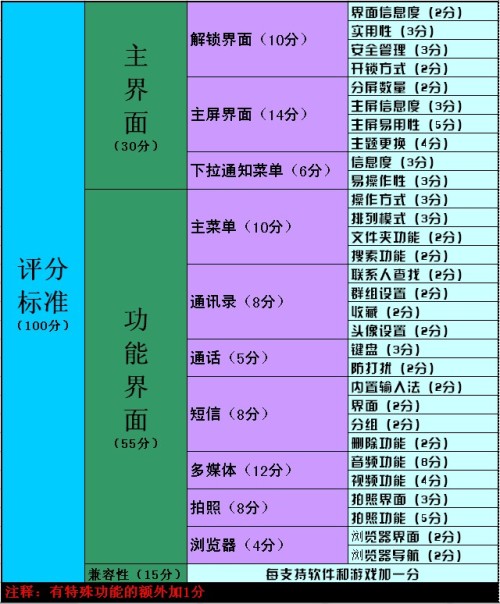 评分
标准
(100分)
主界面
(30分)
解锁界面(10分)
界面信息度(2分)
实用性(3分)
安全管理(3分)
开锁方式(2分)
主屏界面(14分)
分屏数量(2分)
主屏信息度(3分)
主屏易用性(5分)
主题更换(4分)
下拉通知菜单(6分)
信息度(3分)
易操作性(3分)
功能界面
(55分)
主菜单(10分)
操作方式(3分)
排列模式(3分)
文件夹功能(2分)
搜索功能(2分)
通讯录(8分)
联系人查找(2分)
群组设置(2分)
收藏(2分)
头像设置(2分)
通话(5分)
键盘(3分)
防打扰(2分)
短信(8分)
内置输入法(2分)
界面(2分)
分组(2分)
删除功能(2分)
多媒体(12分)
音频功能(8分)
视频功能(4分)
拍照(8分)
拍照界面(3分)
拍照功能(5分)
浏览器(4分)
浏览器界面(2分)
浏览器导航(2分)
兼容性(15分)
每支持软件和游戏加一分
注释：有特殊功能的额外加1分